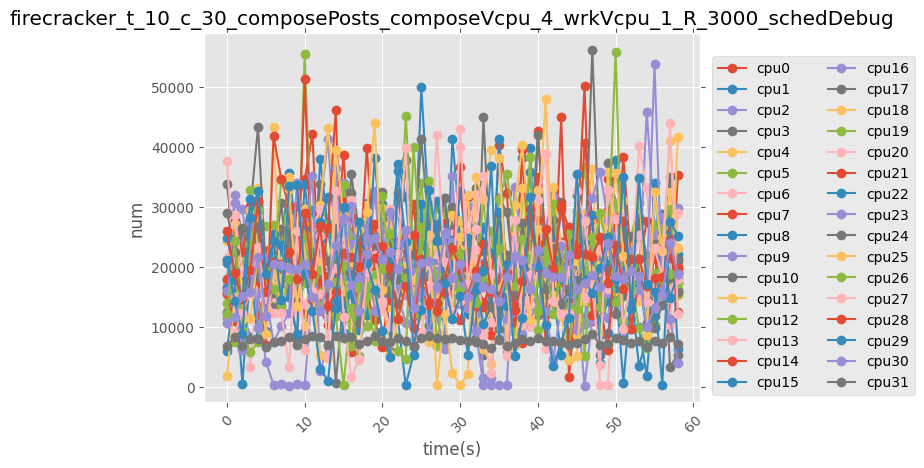 firecracker_t_10_c_30_composePosts_composeVcpu_4_wrkVcpu_1_R_3000_schedDebug
num
50000
40000
30000
20000
10000
0
0
10
20
30
40
50
60
time(s)
cpu0
cpu1
cpu2
cpu3
cpu4
cpu5
cpu6
cpu7
cpu8
cpu9
cpu10
cpu11
cpu12
cpu13
cpu14
cpu15
cpu16
cpu17
cpu18
cpu19
cpu20
cpu21
cpu22
cpu23
cpu24
cpu25
cpu26
cpu27
cpu28
cpu29
cpu30
cpu31